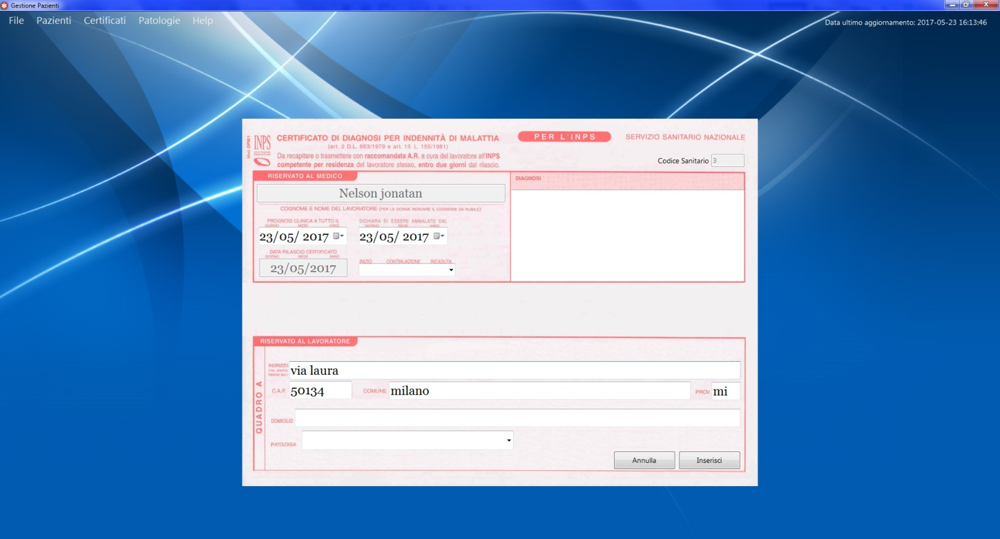 Gestione Pazienti
File Pazienti Certificati Patologie Help
Data ultimo aggiornamento: 2017-05-23 16:13:46
INPS
CERTIFICATO DI DIAGNOSI PER INDENNITÀ DI MALATTIA
(art. 2 D.L. 663/1979 e art. 15 L. 155/1981)
Da recapitare o trasmettere con raccomandata A.R. a cura del lavoratore all'INPS
competente per residenza del lavoratore stesso, entro due giorni dal rilascio.
PER L'INPS
SERVIZIO SANITARIO NAZIONALE
Codice Sanitario 3
RISERVATO AL MEDICO
Nelson jonatan
COGNOME E NOME DEL LAVORATORE (PER LE DONNE INDICARE IL COGNOME DA NUBILE)
PROGNOSI CLINICA A TUTTO IL
GIORNO MESE ANNO
23/05/ 2017
DICHIARA DI ESSERE AMMALATO DAL
GIORNO MESE ANNO
23/05/ 2017
DATA RILASCIO CERTIFICATO
GIORNO MESE ANNO
23/05/2017
INIZIO CONTINUAZIONE RICADUTA
DIAGNOSI
RISERVATO AL LAVORATORE
QUADRO A
INDIRIZZO
via laura
C.A.P. 50134 COMUNE milano PROV. mi
DOMICILIO
PATOLOGIA
Annulla Inserisci